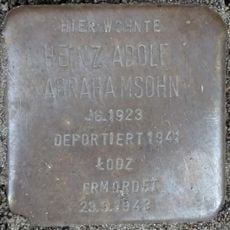 HIER WOHNTE
HEINZ ADOLF
ABRAHAMSOHN
JG. 1923
DEPORTIERT 1941
ŁODZ
ERMORDET